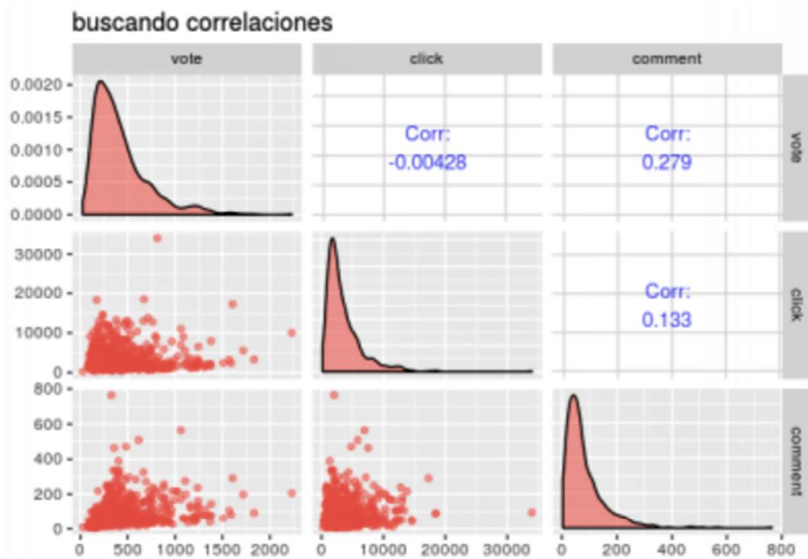 buscando correlaciones
vote click comment
0.0020
0.0015
0.0010
0.0005
0.0000
Corr:
-0.00428
Corr:
0.279
vote
30000
20000
10000
0
Corr:
0.133
click
800
600
400
200
0
comment
0 500 1000 1500 2000 0 10000 20000 30000 0 200 400 600 800